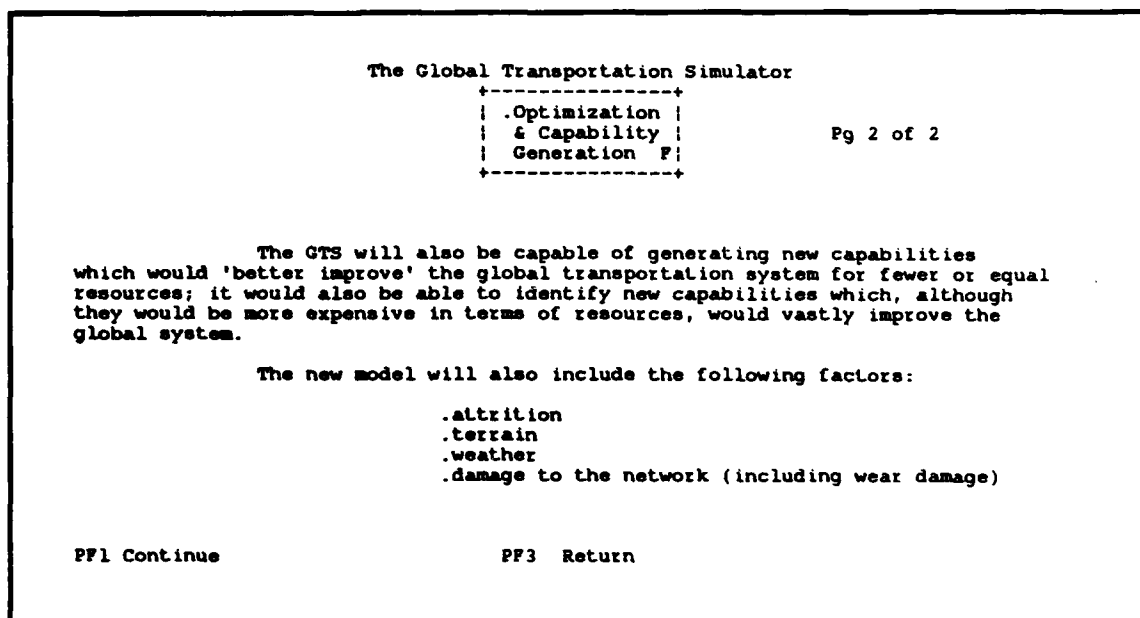 The Global Transportation Simulator
+---------------+
| .Optimization |
| & Capability | Pg 2 of 2
| Generation F|
+---------------+
The GTS will also be capable of generating new capabilities
which would 'better improve' the global transportation system for fewer or equal
resources; it would also be able to identify new capabilities which, although
they would be more expensive in terms of resources, would vastly improve the
global system.
The new model will also include the following factors:
.attrition
.terrain
.weather
.damage to the network (including wear damage)
PF1 Continue PF3 Return